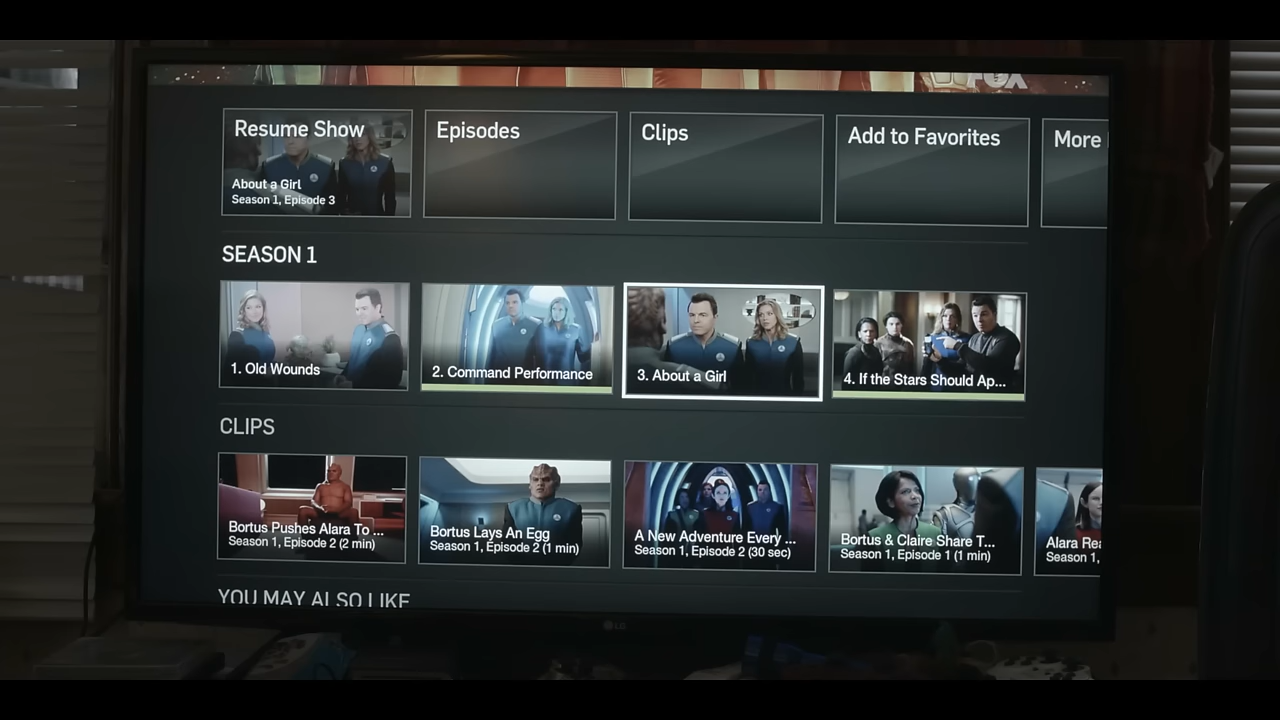 FOX
Resume Show
About a Girl
Season 1, Episode 3
Episodes
Clips
Add to Favorites
More
SEASON 1
1. Old Wounds
2. Command Performance
3. About a Girl
4. If the Stars Should Ap...
CLIPS
Bortus Pushes Alara To ...
Season 1, Episode 2 (2 min)
Bortus Lays An Egg
Season 1, Episode 2 (1 min)
A New Adventure Every ...
Season 1, Episode 2 (30 sec)
Bortus & Claire Share T...
Season 1, Episode 1 (1 min)
Alara Rea
Season 1,
YOU MAY ALSO LIKE
LG